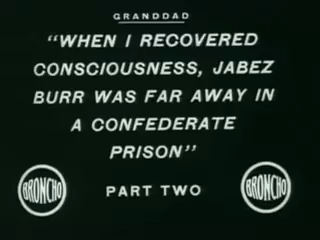 GRANDDAD
"WHEN I RECOVERED
CONSCIOUSNESS, JABEZ
BURR WAS FAR AWAY IN
A CONFEDERATE
PRISON"
BRONCHO
PART TWO
BRONCHO